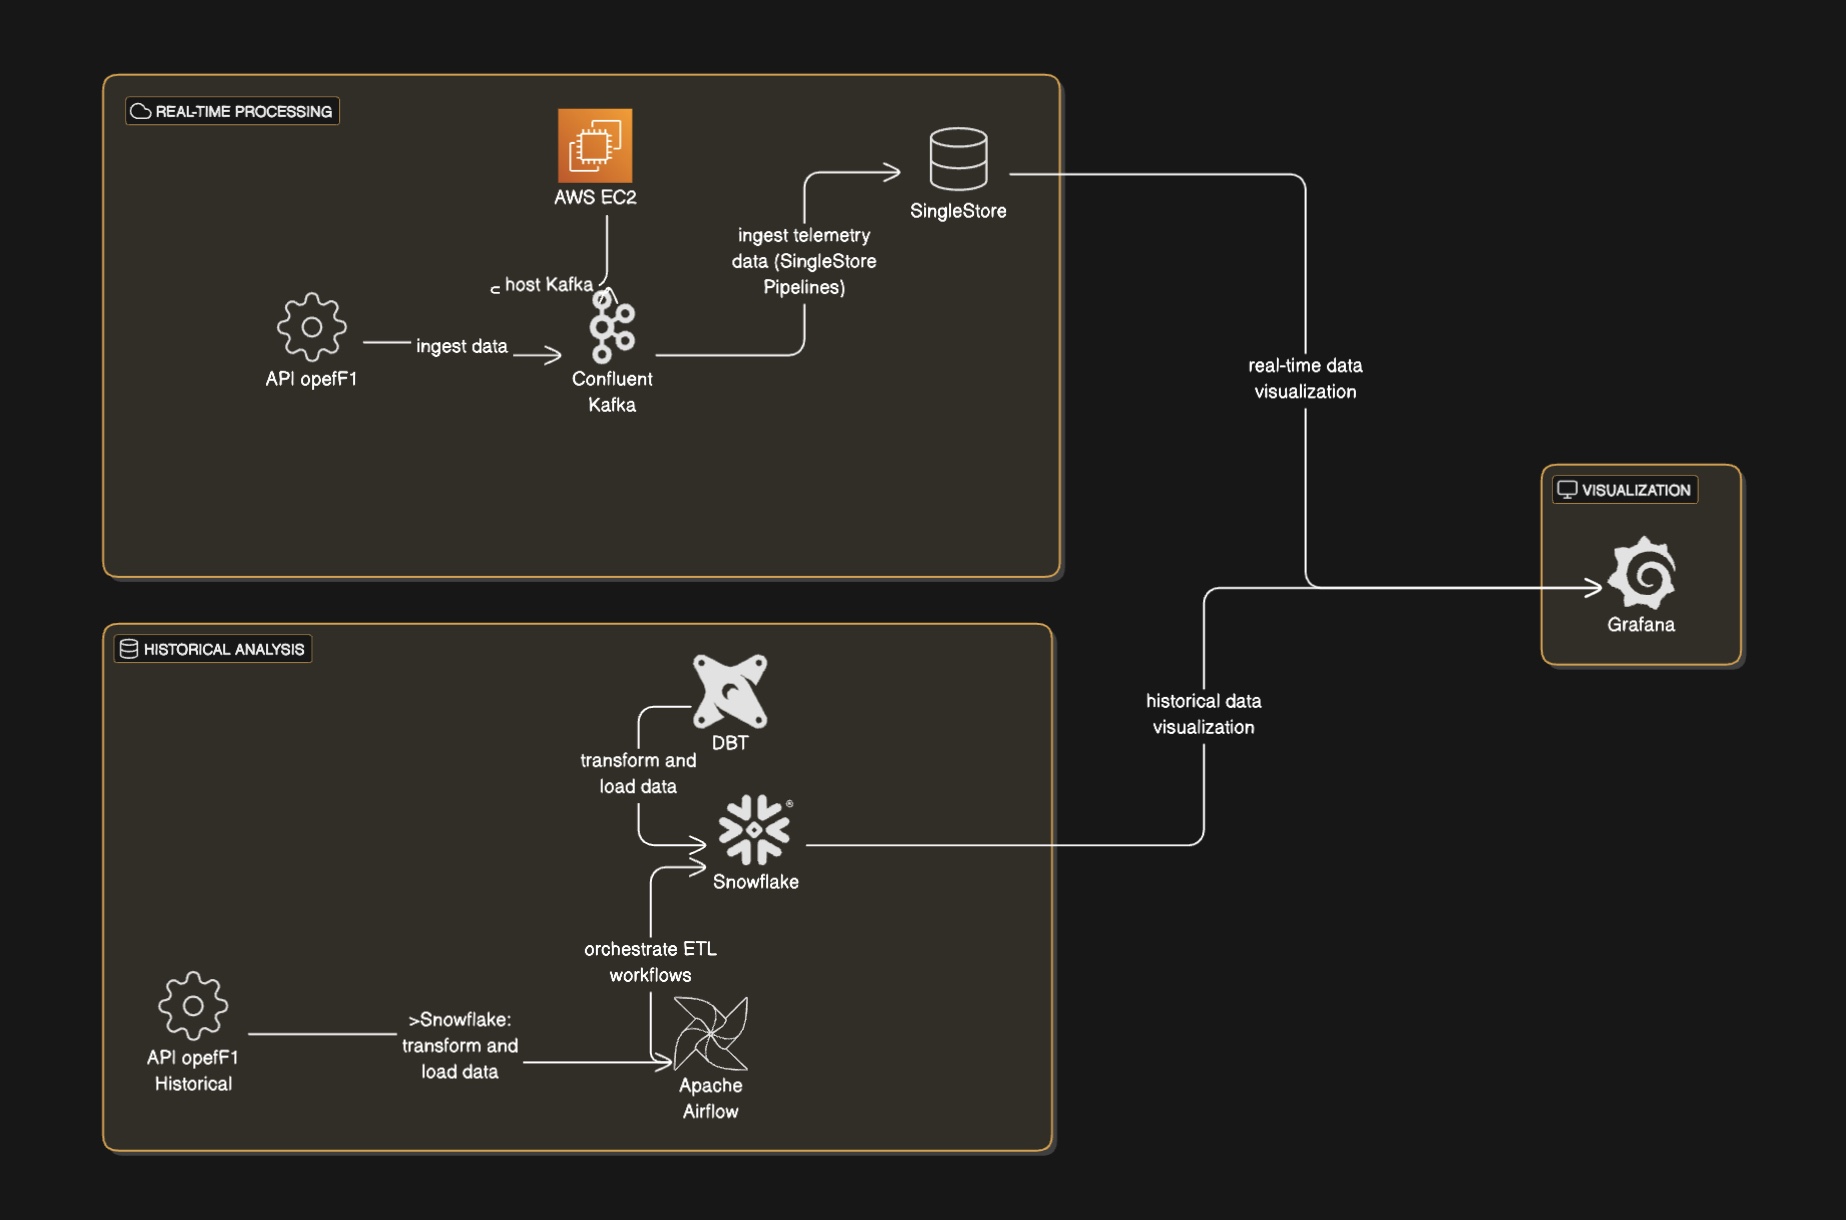 REAL-TIME PROCESSING
AWS EC2
SingleStore
ingest telemetry
data (SingleStore
Pipelines)
host Kafka
ingest data
API opefF1
Confluent
Kafka
real-time data
visualization
VISUALIZATION
Grafana
HISTORICAL ANALYSIS
DBT
transform and
load data
historical data
visualization
Snowflake
orchestrate ETL
workflows
>Snowflake:
transform and
load data
API opefF1
Historical
Apache
Airflow